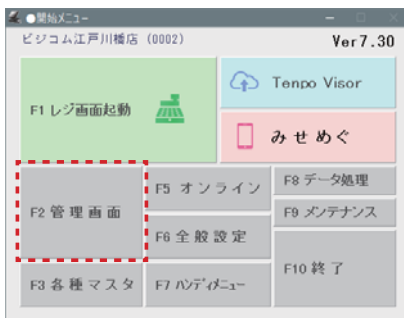 ●開始メニュー
ビジコム江戸川橋店 (0002)
Ver7.30
F1 レジ画面起動
Tenpo Visor
みせめぐ
F2 管理画面
F5 オンライン
F8 データ処理
F9 メンテナンス
F6 全般設定
F10 終了
F3 各種マスタ
F7 ハンディメニュー